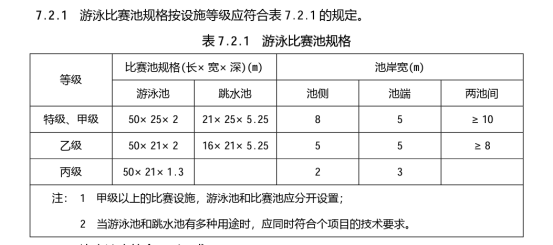 7.2.1 游泳比赛池规格按设施等级应符合表 7.2.1 的规定。
表 7.2.1 游泳比赛池规格
等级 比赛池规格(长×宽×深)(m) 池岸宽(m)
游泳池 跳水池 池侧 池端 两池间
特级、甲级 50×25×2 21×25×5.25 8 5 ≥10
乙级 50×21×2 16×21×5.25 5 5 ≥8
丙级 50×21×1.3 2 3
注: 1 甲级以上的比赛设施，游泳池和比赛池应分开设置；
2 当游泳池和跳水池有多种用途时，应同时符合个项目的技术要求。